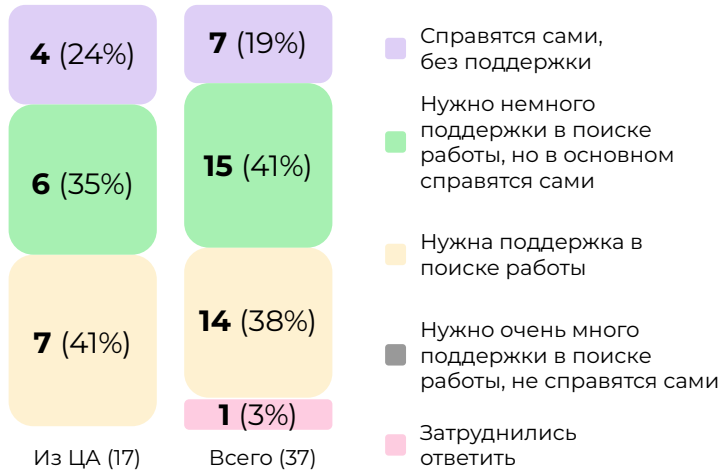 4 (24%)
6 (35%)
7 (41%)
Из ЦА (17)
7 (19%)
15 (41%)
14 (38%)
1 (3%)
Всего (37)
Справятся сами,
без поддержки
Нужно немного
поддержки в поиске
работы, но в основном
справятся сами
Нужна поддержка в
поиске работы
Нужно очень много
поддержки в поиске
работы, не справятся сами
Затруднились
ответить